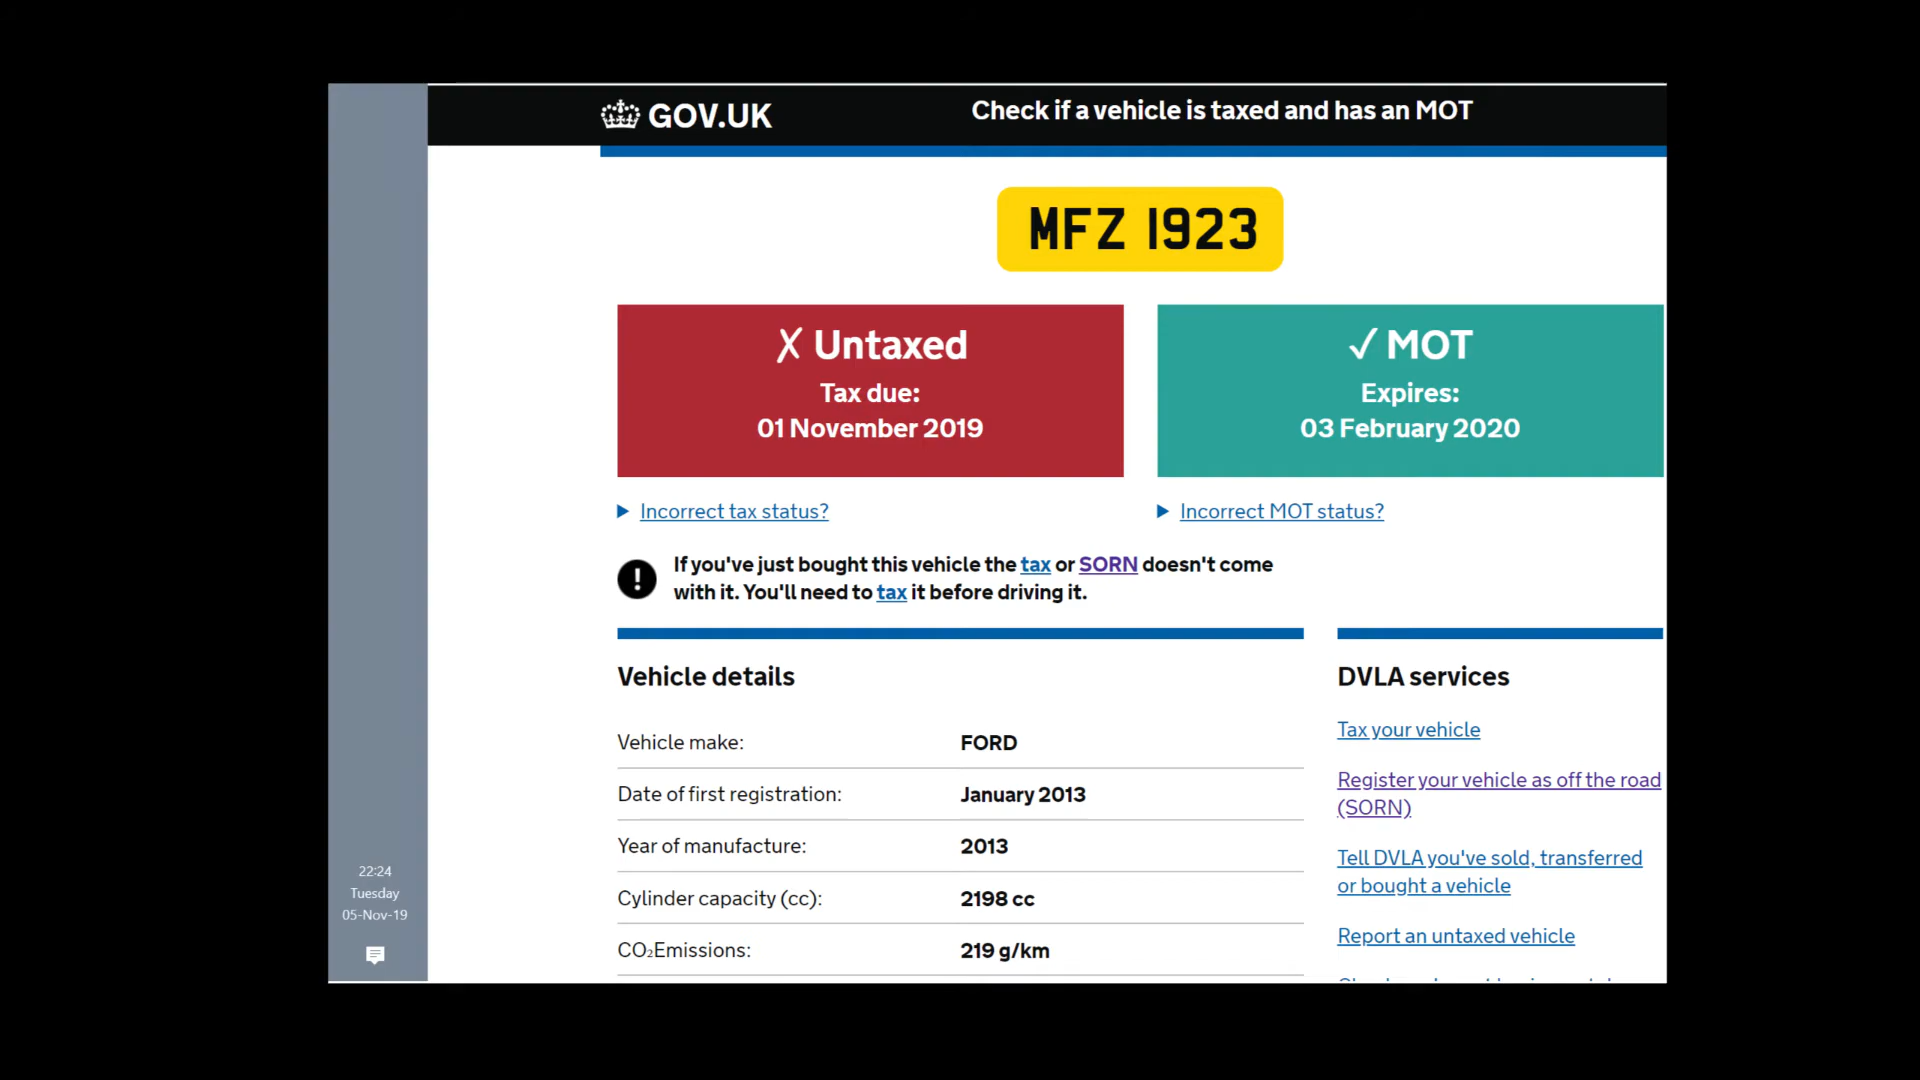 GOV.UK
Check if a vehicle is taxed and has an MOT
MFZ 1923
✗ Untaxed
Tax due:
01 November 2019
✓ MOT
Expires:
03 February 2020
Incorrect tax status?
Incorrect MOT status?
If you've just bought this vehicle the tax or SORN doesn't come
with it. You'll need to tax it before driving it.
Vehicle details
Vehicle make: FORD
Date of first registration: January 2013
Year of manufacture: 2013
Cylinder capacity (cc): 2198 cc
CO₂Emissions: 219 g/km
DVLA services
Tax your vehicle
Register your vehicle as off the road
(SORN)
Tell DVLA you've sold, transferred
or bought a vehicle
Report an untaxed vehicle
22:24
Tuesday
05-Nov-19